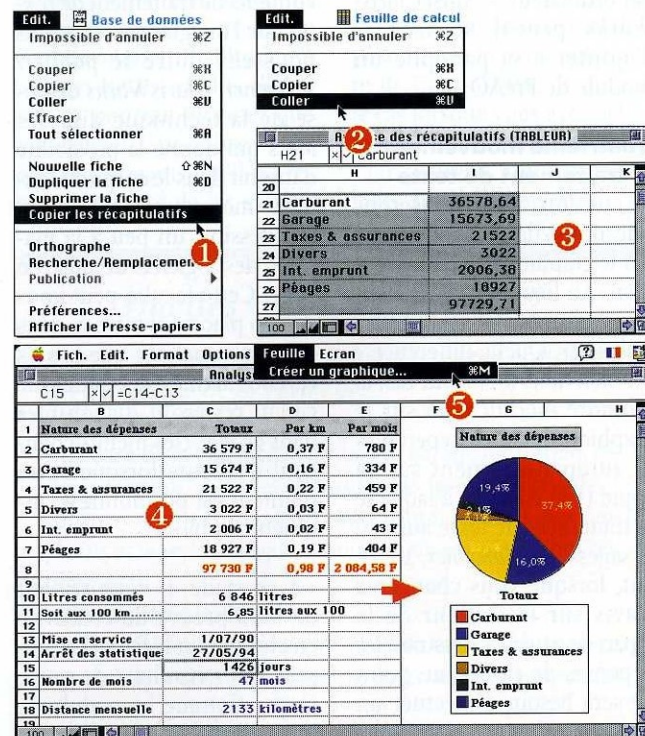 Edit. Base de données
Impossible d'annuler ⌘Z
Couper ⌘X
Copier ⌘C
Coller ⌘V
Effacer
Tout sélectionner ⌘A
Nouvelle fiche ⇧⌘N
Dupliquer la fiche ⌘D
Supprimer la fiche
Copier les récapitulatifs
1
Orthographe
Recherche/Remplacement
Publication
Préférences...
Afficher le Presse-papiers
Edit. Feuille de calcul
Impossible d'annuler ⌘Z
Couper ⌘X
Copier ⌘C
Coller ⌘V
2
des récapitulatifs (TABLEUR)
H21 Carburant
H J K
20
21 Carburant 36578,64
22 Garage 15673,69
23 Taxes & assurances 21522
24 Divers 3022
25 Int. emprunt 2006,38
26 Péages 18927
27 97729,71
3
100
Fich. Edit. Format Options Feuille Ecran
Créer un graphique... ⌘M
5
C15 =C14-C13
B C D E F G H
1 Nature des dépenses Totaux Par km Par mois
2 Carburant 36 579 F 0,37 F 780 F
3 Garage 15 674 F 0,16 F 334 F
4 Taxes & assurances 21 522 F 0,22 F 459 F
5 Divers 3 022 F 0,03 F 64 F
6 Int. emprunt 2 006 F 0,02 F 43 F
7 Péages 18 927 F 0,19 F 404 F
8 97 730 F 0,98 F 2 084,58 F
9
10 Litres consommés 6 846 litres
11 Soit aux 100 km............ 6,85 litres aux 100
12
13 Mise en service 1/07/90
14 Arrêt des statistique 27/05/94
15 1426 jours
16 Nombre de mois 47 mois
17
18 Distance mensuelle 2133 kilomètres
19
100
4
Nature des dépenses
19,4%
37,4%
2,1%
16,0%
Totaux
Carburant
Garage
Taxes & assurances
Divers
Int. emprunt
Péages